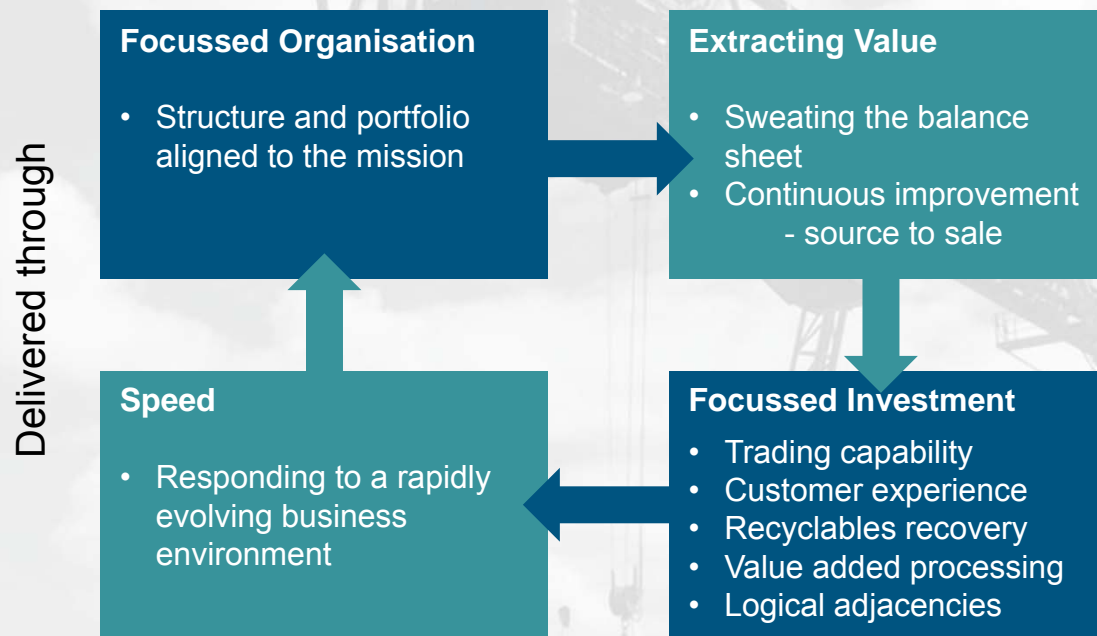 Delivered through
Focussed Organisation
• Structure and portfolio
aligned to the mission
Extracting Value
• Sweating the balance
sheet
• Continuous improvement
- source to sale
Focussed Investment
• Trading capability
• Customer experience
• Recyclables recovery
• Value added processing
• Logical adjacencies
Speed
• Responding to a rapidly
evolving business
environment